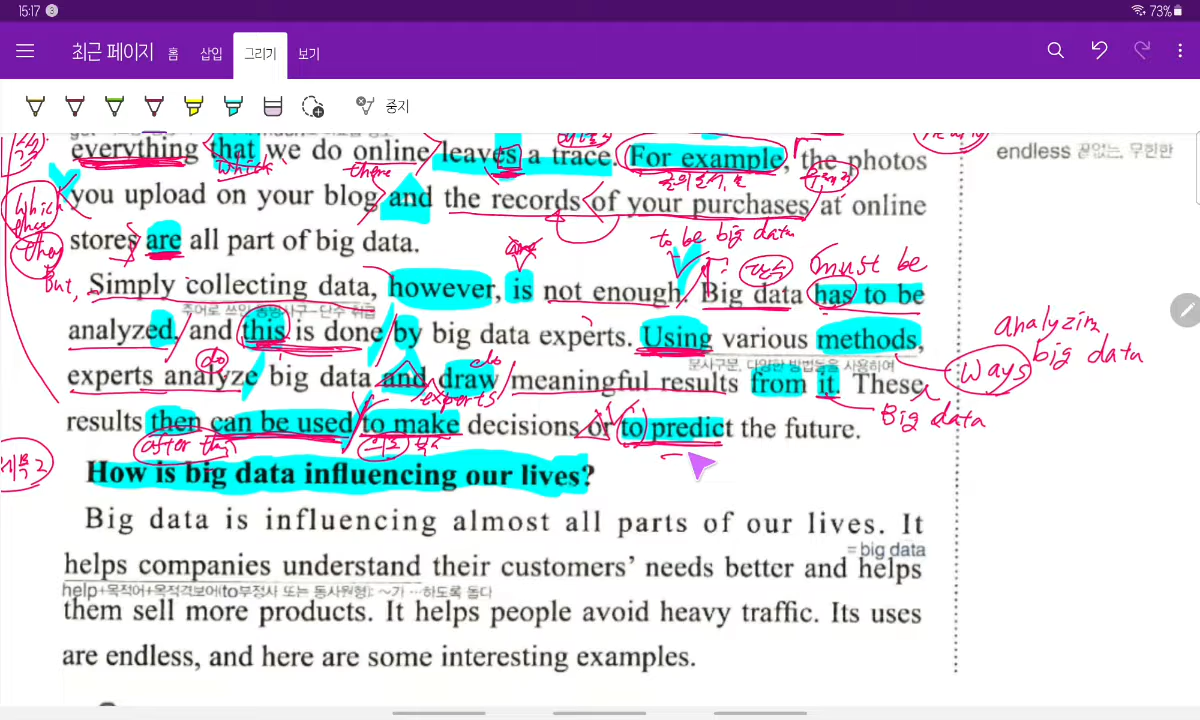 15:17 3 73%
최근 페이지 홈 삽입 그리기 보기
중지
everything that we do online leaves a trace. For example, the photos
endless 끝없는, 무한한
which
you upload on your blog and the records of your purchases at online
which
that
they
to be big data
stores are all part of big data.
But, must be
단수
Simply collecting data, however, is not enough. Big data has to be
주어로 쓰인 동명사구-단수 취급
analyzed, and this is done by big data experts. Using various methods,
분사구문, 다양한 방법들을 사용하여
analyzing
big data
ways
do do
experts analyze big data and draw meaningful results from it. These
experts
Big data
results then can be used to make decisions or to predict the future.
after this
How is big data influencing our lives?
Big data is influencing almost all parts of our lives. It
= big data
helps companies understand their customers' needs better and helps
help+목적어+목적격보어(to부정사 또는 동사원형): ~가 …하도록 돕다
them sell more products. It helps people avoid heavy traffic. Its uses
are endless, and here are some interesting examples.